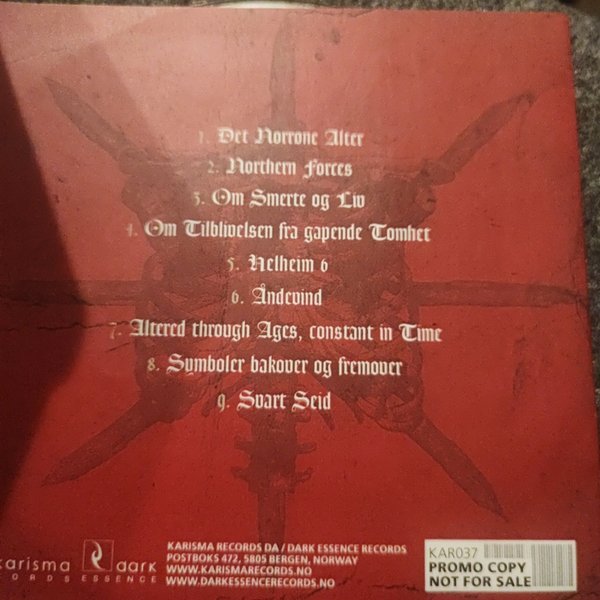 1. Det Norrøne Alter
2. Northern Forces
3. Om Smerte og Liv
4. Om Tilblivelsen fra gapende Tomhet
5. Helheim 6
6. Åndevind
7. Altered through Ages, constant in Time
8. Symboler bakover og fremover
9. Svart Seid
karisma
RECORDS
dark
ESSENCE
KARISMA RECORDS DA / DARK ESSENCE RECORDS
POSTBOKS 472, 5805 BERGEN, NORWAY
WWW.KARISMARECORDS.NO
WWW.DARKESSENCERECORDS.NO
KAR037
PROMO COPY
NOT FOR SALE